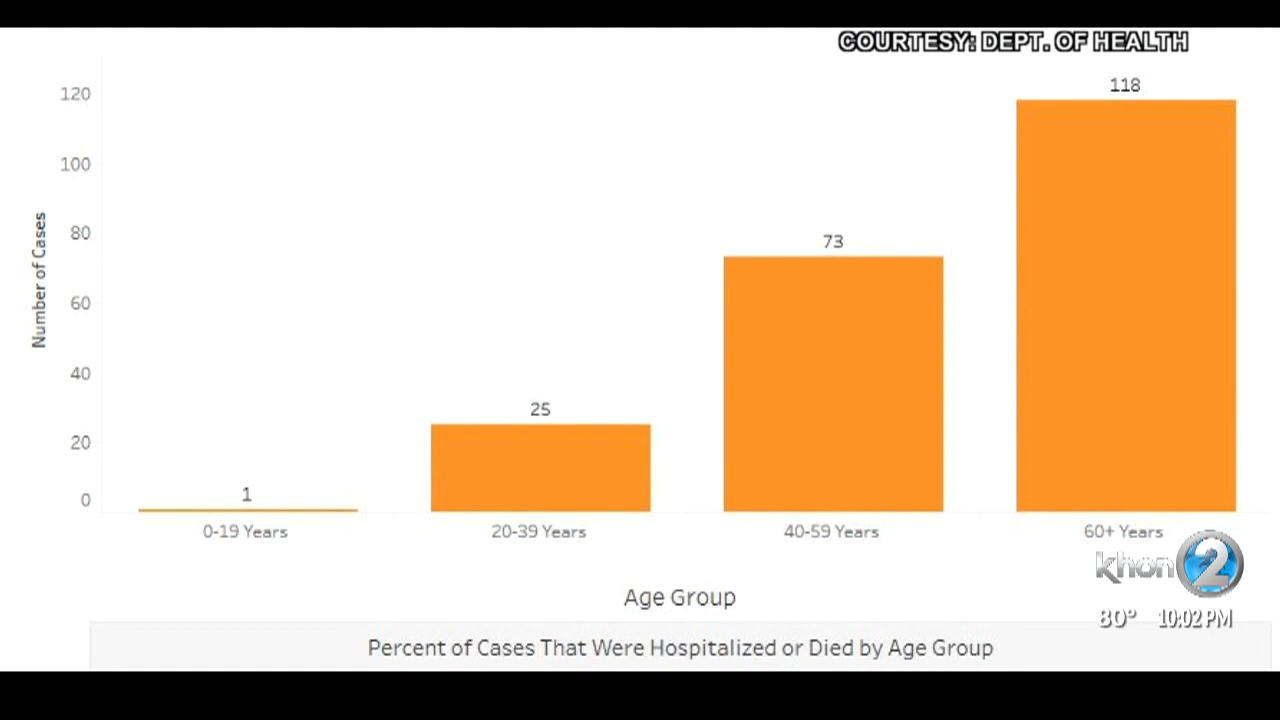 COURTESY: DEPT. OF HEALTH
120
100
80
60
40
20
0
Number of Cases
1
25
73
118
0-19 Years
20-39 Years
40-59 Years
60+ Years
Age Group
khon 2
80° 10:02 PM
Percent of Cases That Were Hospitalized or Died by Age Group